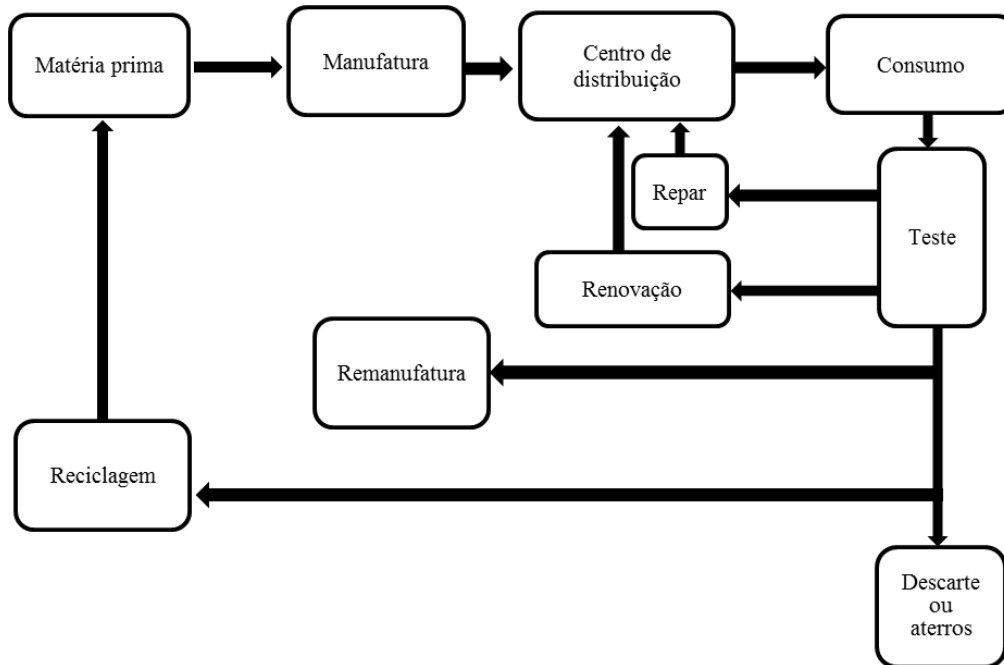 Matéria prima
Manufatura
Centro de
distribuição
Consumo
Repar
Teste
Renovação
Remanufatura
Reciclagem
Descarte
ou
aterros